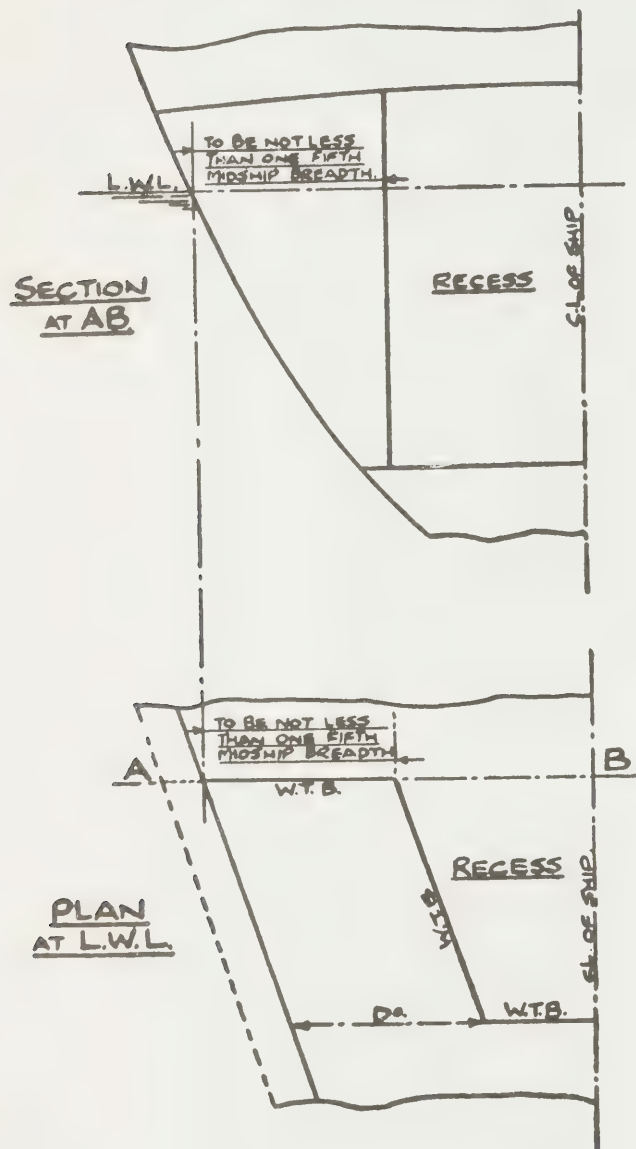 TO BE NOT LESS
THAN ONE FIFTH
MIDSHIP BREADTH.
L.W.L.
SECTION
AT AB.
RECESS
C.L. OF SHIP.
TO BE NOT LESS
THAN ONE FIFTH
MIDSHIP BREADTH
A
B
W.T.B.
RECESS
W.T.B.
C.L. OF SHIP.
PLAN
AT L.W.L.
Do.
W.T.B.